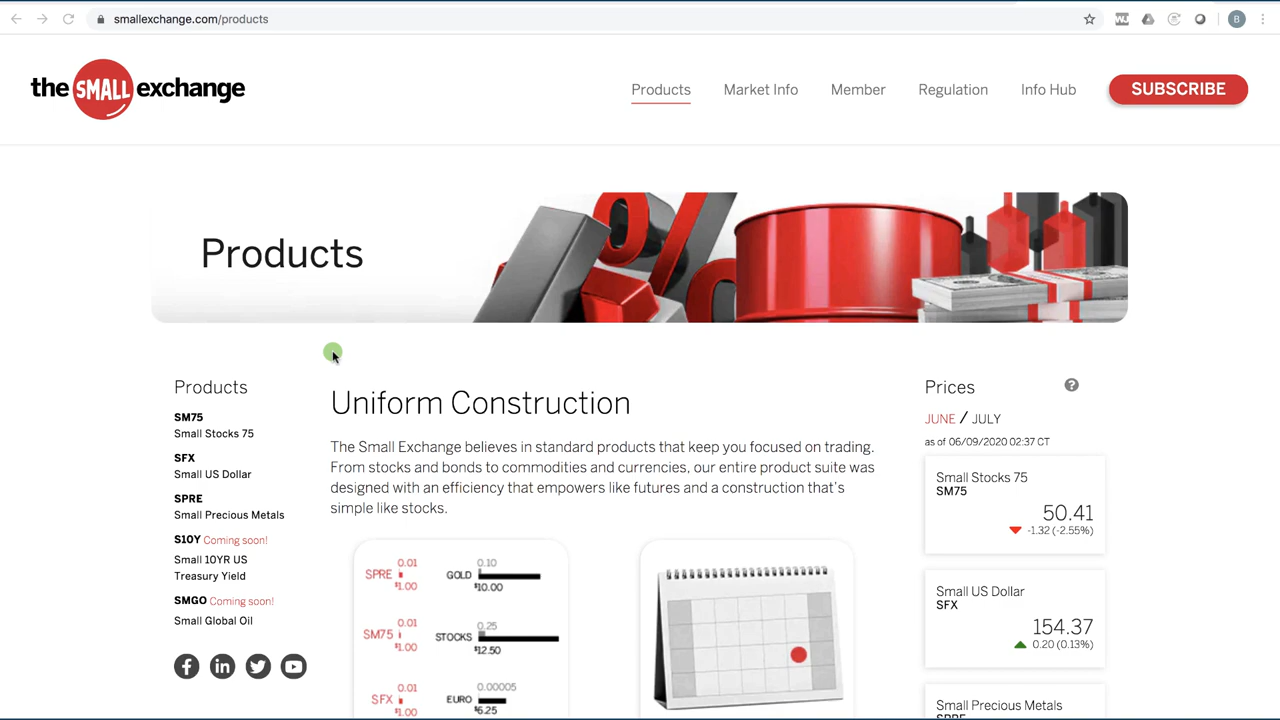 smallexchange.com/products
B
the SMALL exchange
Products
Market Info
Member
Regulation
Info Hub
SUBSCRIBE
Products
Products
SM75
Small Stocks 75
SFX
Small US Dollar
SPRE
Small Precious Metals
S10Y Coming soon!
Small 10YR US
Treasury Yield
SMGO Coming soon!
Small Global Oil
Uniform Construction
The Small Exchange believes in standard products that keep you focused on trading.
From stocks and bonds to commodities and currencies, our entire product suite was
designed with an efficiency that empowers like futures and a construction that's
simple like stocks.
0.01
SPRE
$1.00
0.10
GOLD
$10.00
0.01
SM75
$1.00
0.25
STOCKS
$12.50
0.01
SFX
$1.00
0.00005
EURO
$6.25
Prices
?
JUNE / JULY
as of 06/09/2020 02:37 CT
Small Stocks 75
SM75
50.41
-1.32 (-2.55%)
Small US Dollar
SFX
154.37
0.20 (0.13%)
Small Precious Metals
SPRE